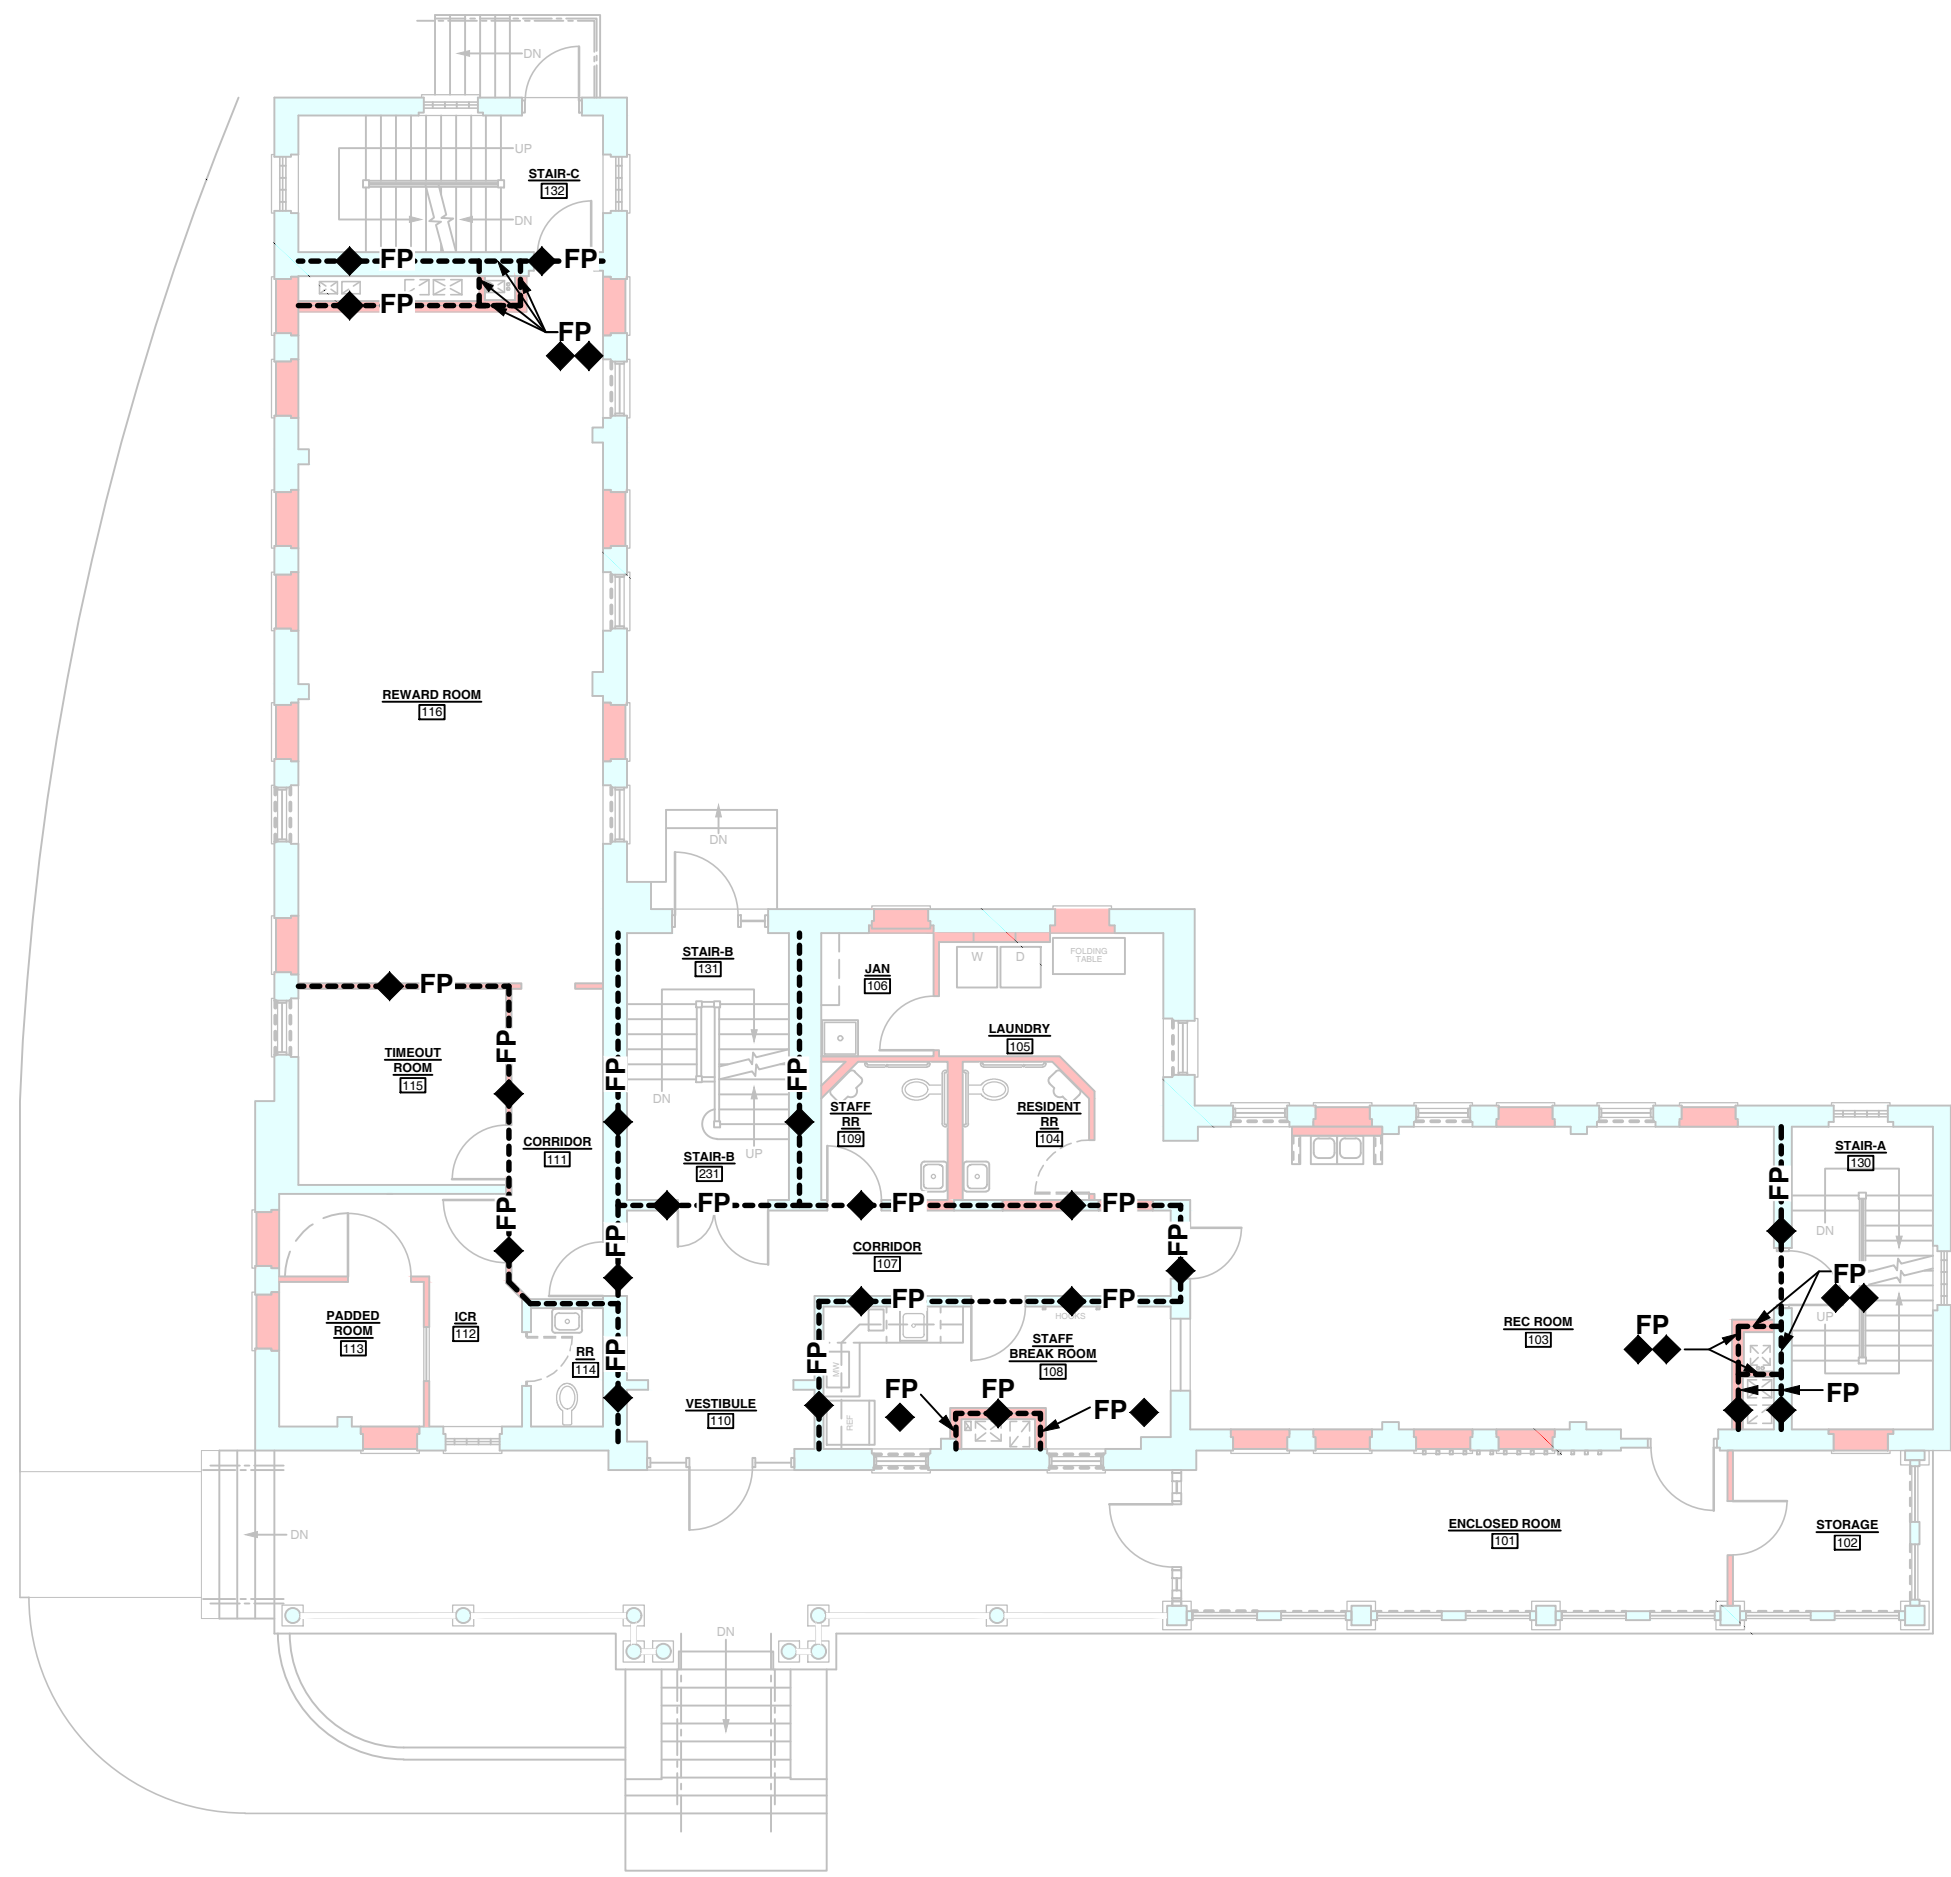 DN
UP
STAIR-C
132
DN
FP
FP
FP
FP
REWARD ROOM
116
DN
STAIR-B
131
JAN
106
W
D
FOLDING
TABLE
FP
LAUNDRY
105
TIMEOUT
ROOM
115
FP
FP
FP
DN
STAFF
RR
109
RESIDENT
RR
104
CORRIDOR
111
STAIR-B
231
UP
STAIR-A
130
FP
FP
FP
FP
FP
FP
FP
DN
CORRIDOR
107
FP
FP
FP
FP
UP
PADDED
ROOM
113
ICR
112
HOOKS
REC ROOM
103
FP
RR
114
FP
FP
MW
STAFF
BREAK ROOM
108
FP
FP
FP
FP
VESTIBULE
110
REF
DN
ENCLOSED ROOM
101
STORAGE
102
DN